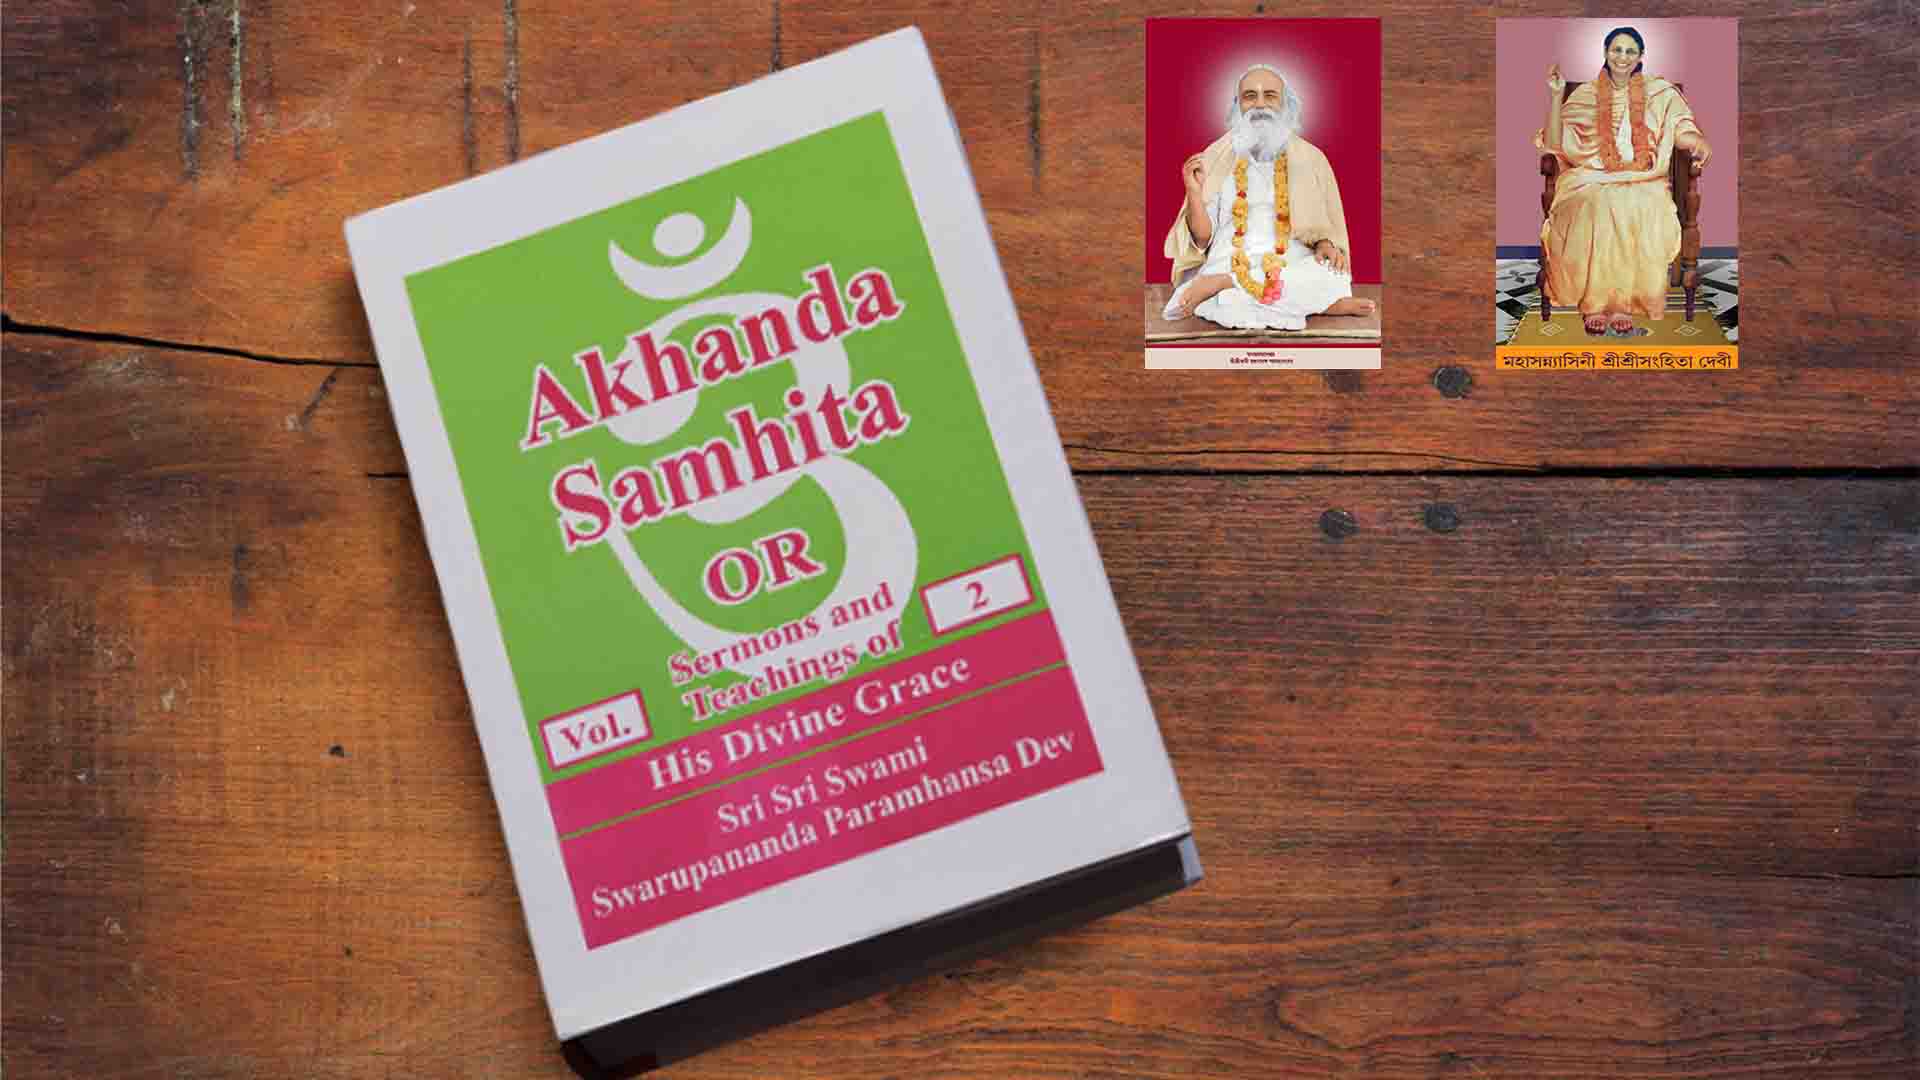 Akhanda
Samhita
OR
Sermons and
Teachings of
Vol.
2
His Divine Grace
Sri Sri Swami
Swarupananda Paramhansa Dev
মহাসন্ন্যাসিনী শ্রীশ্রীসংহিতা দেবী